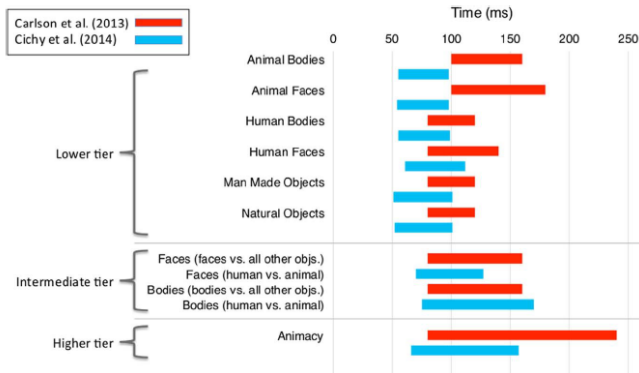 Carlson et al. (2013)
Cichy et al. (2014)
Time (ms)
0 50 100 150 200 250
Animal Bodies
Animal Faces
Human Bodies
Lower tier
Human Faces
Man Made Objects
Natural Objects
Faces (faces vs. all other objs.)
Faces (human vs. animal)
Intermediate tier
Bodies (bodies vs. all other objs.)
Bodies (human vs. animal)
Higher tier
Animacy